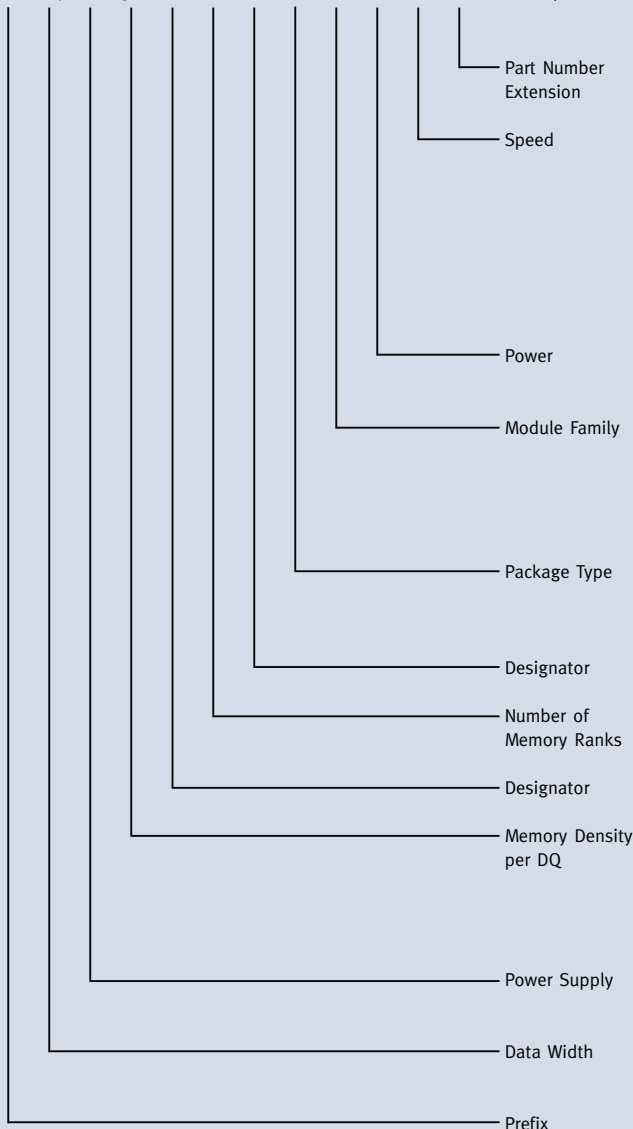 Part Number
Extension
Speed
Power
Module Family
Package Type
Designator
Number of
Memory Ranks
Designator
Memory Density
per DQ
Power Supply
Data Width
Prefix